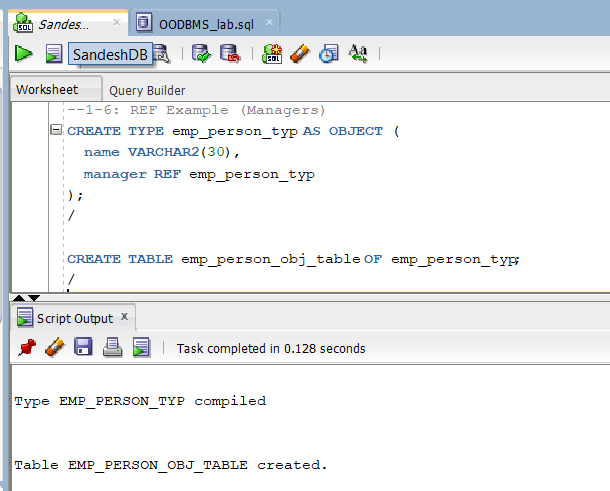 Sandes...
OODBMS_lab.sql
SandeshDB
SQL
Aa
Worksheet
Query Builder
--1-6: REF Example (Managers)
CREATE TYPE emp_person_typ AS OBJECT (
name VARCHAR2(30),
manager REF emp_person_typ
);
/
CREATE TABLE emp_person_obj_table OF emp_person_typ;
/
Script Output
Task completed in 0.128 seconds
Type EMP_PERSON_TYP compiled
Table EMP_PERSON_OBJ_TABLE created.